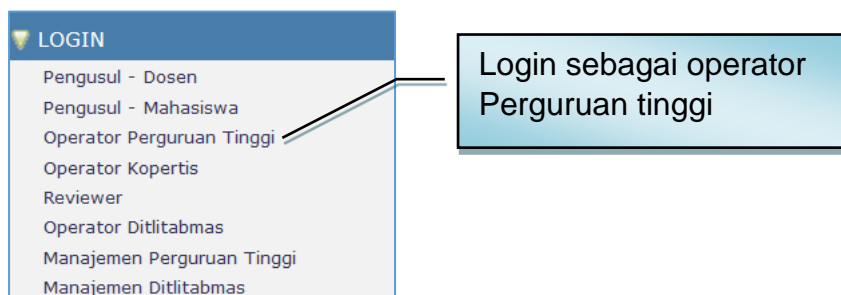 LOGIN
Pengusul - Dosen
Pengusul - Mahasiswa
Operator Perguruan Tinggi
Operator Kopertis
Reviewer
Operator Ditlitabmas
Manajemen Perguruan Tinggi
Manajemen Ditlitabmas
Login sebagai operator
Perguruan tinggi